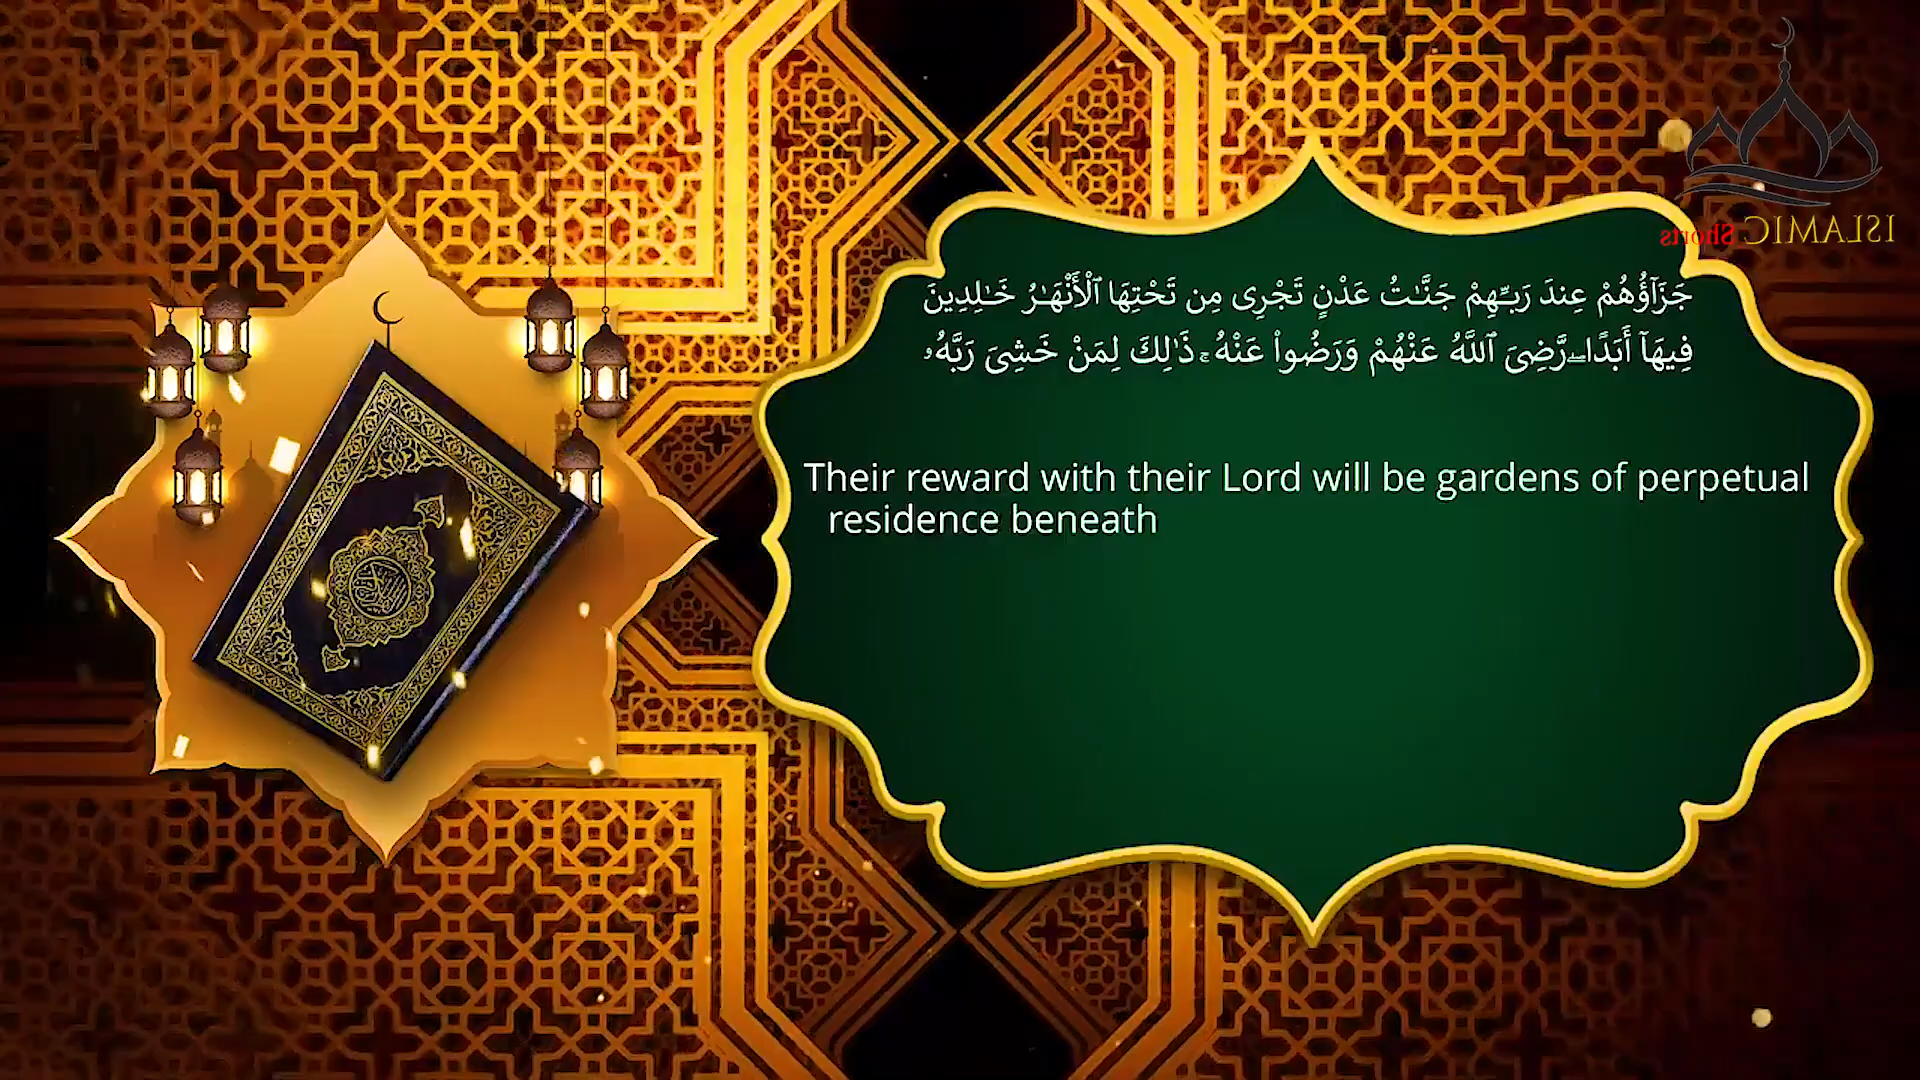 جَزَآؤُهُمْ عِندَ رَبِّهِمْ جَنَّـٰتُ عَدْنٍ تَجْرِى مِن تَحْتِهَا ٱلْأَنْهَـٰرُ خَـٰلِدِينَ
فِيهَآ أَبَدًا ۖ رَّضِىَ ٱللَّهُ عَنْهُمْ وَرَضُوا۟ عَنْهُ ۚ ذَٰلِكَ لِمَنْ خَشِىَ رَبَّهُۥ
Their reward with their Lord will be gardens of perpetual
residence beneath
ISLAMIC Shorts